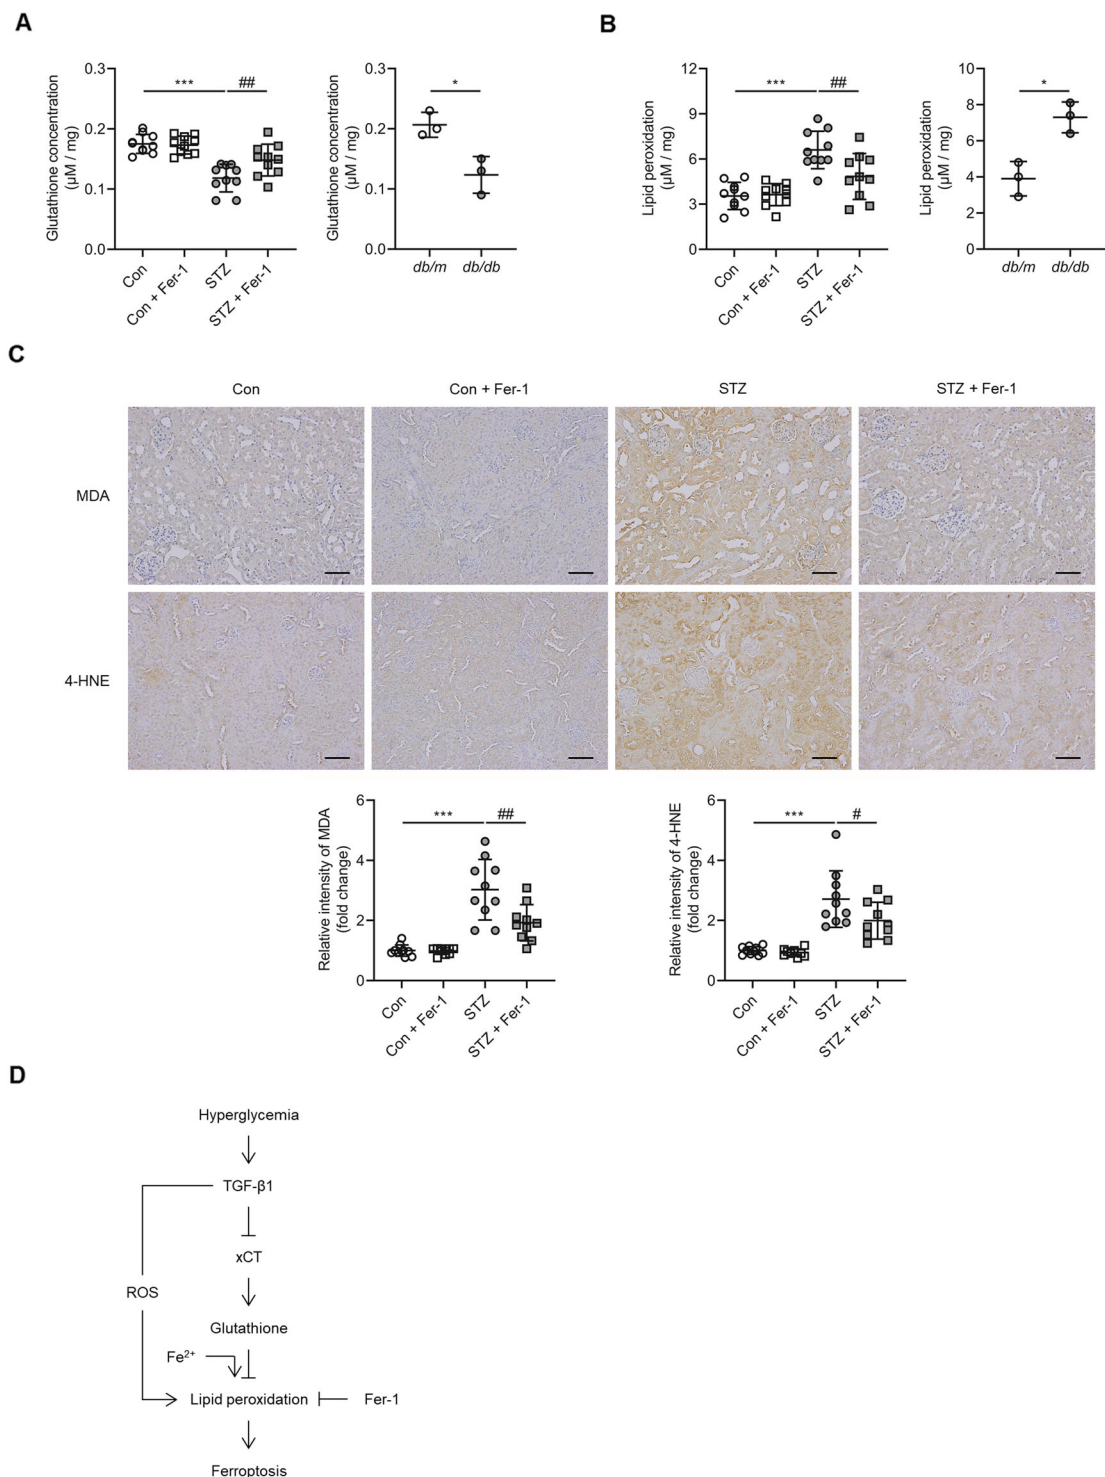 A
Glutathione concentration
(μM / mg)
0.3
0.2
0.1
0.0
***
##
Con
Con + Fer-1
STZ
STZ + Fer-1
Glutathione concentration
(μM / mg)
0.3
0.2
0.1
0.0
*
db/m
db/db
B
Lipid peroxidation
(μM / mg)
12
9
6
3
0
***
##
Con
Con + Fer-1
STZ
STZ + Fer-1
Lipid peroxidation
(μM / mg)
10
8
6
4
2
0
*
db/m
db/db
C
Con
Con + Fer-1
STZ
STZ + Fer-1
MDA
4-HNE
Relative intensity of MDA
(fold change)
6
4
2
0
***
##
Con
Con + Fer-1
STZ
STZ + Fer-1
Relative intensity of 4-HNE
(fold change)
6
4
2
0
***
#
Con
Con + Fer-1
STZ
STZ + Fer-1
D
Hyperglycemia
TGF-β1
xCT
ROS
Glutathione
Fe²⁺
Lipid peroxidation
Fer-1
Ferroptosis